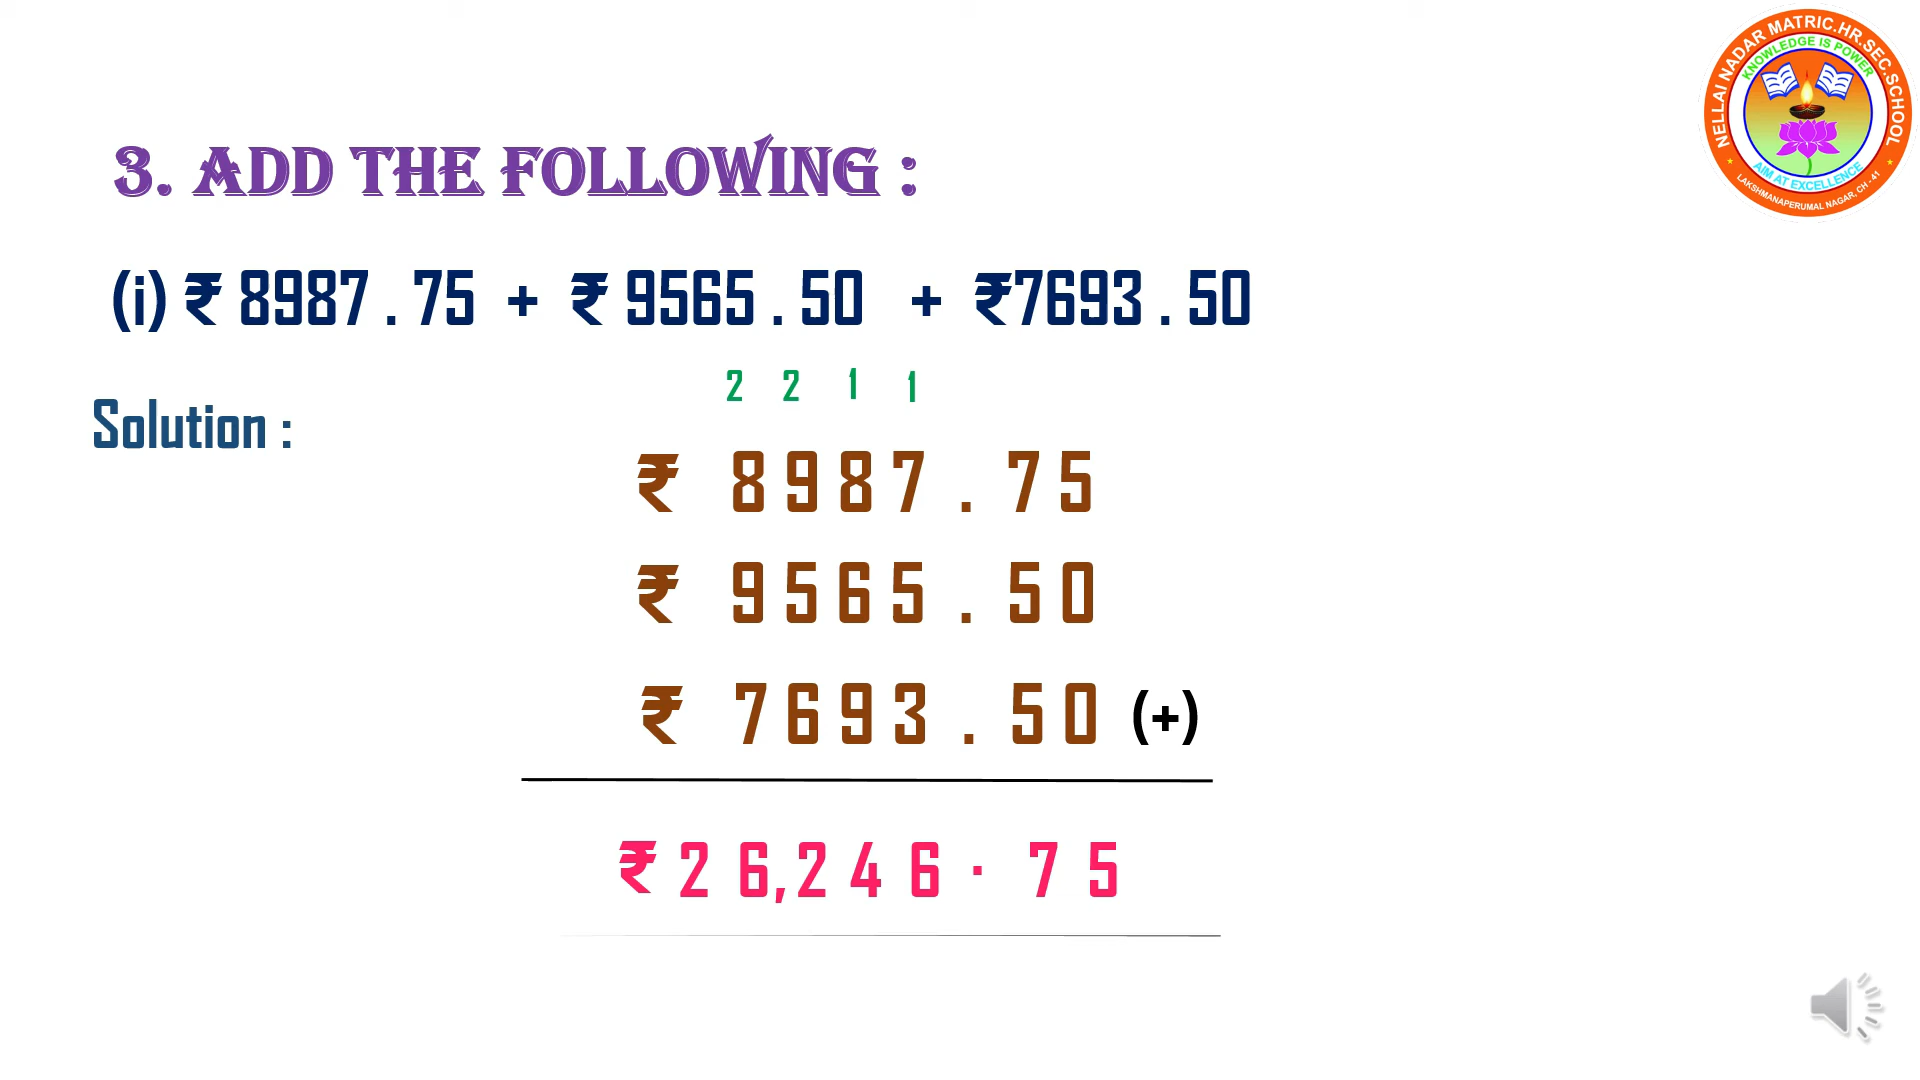 NELLAI NADAR MATRIC.HR.SEC.SCHOOL
KNOWLEDGE IS POWER
AIM AT EXCELLENCE
LAKSHMANAPERUMAL NAGAR, CH - 41
3. ADD THE FOLLOWING :
(i) ₹ 8987 . 75 + ₹ 9565 . 50 + ₹7693 . 50
2 2 1 1
Solution :
₹ 8 9 8 7 . 7 5
₹ 9 5 6 5 . 5 0
₹ 7 6 9 3 . 5 0 (+)
₹ 2 6,2 4 6 · 7 5